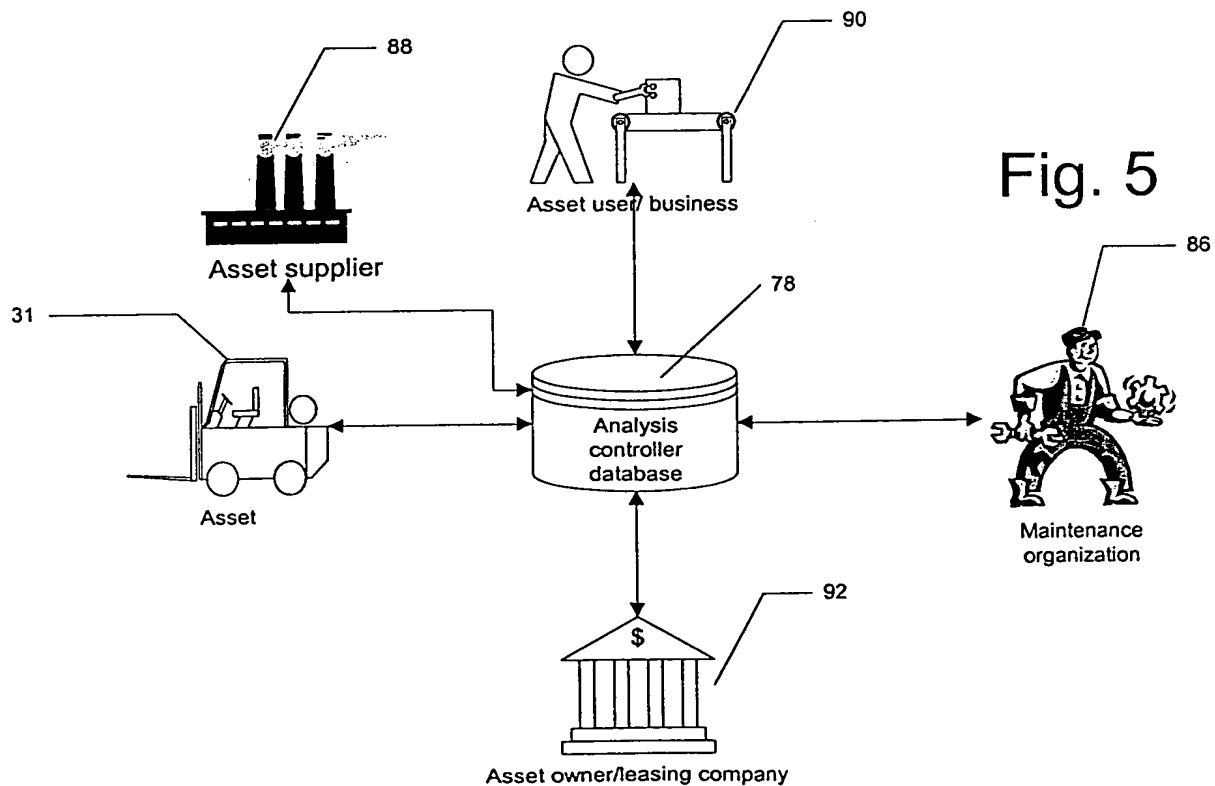 88
90
Fig. 5
Asset user/ business
86
Asset supplier
78
31
Analysis
controller
database
Asset
Maintenance
organization
92
$
Asset owner/leasing company